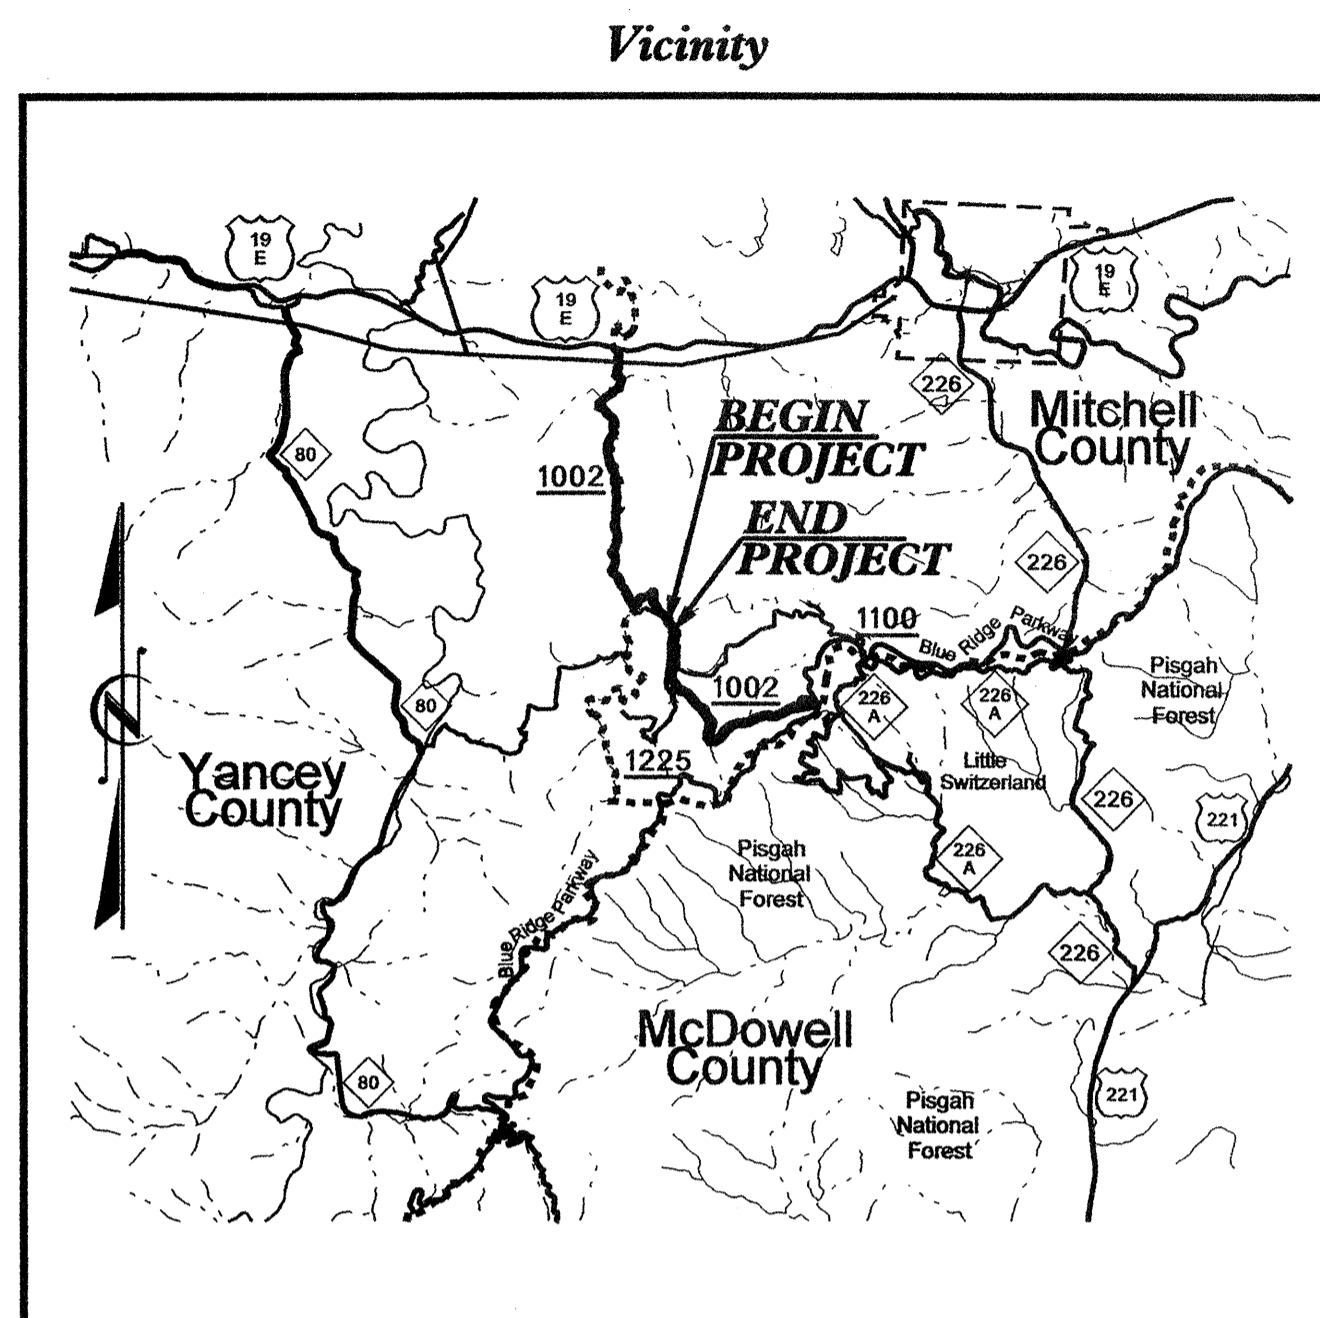 Vicinity
19
E
19
E
19
E
226
Mitchell
County
BEGIN
PROJECT
80
1002
END
PROJECT
226
1100
Blue Ridge Parkway
Pisgah
National
Forest
1002
226
A
226
A
80
N
1225
Little
Switzerland
Yancey
County
226
221
Pisgah
National
Forest
226
A
Blue Ridge Parkway
226
McDowell
County
80
221
Pisgah
National
Forest